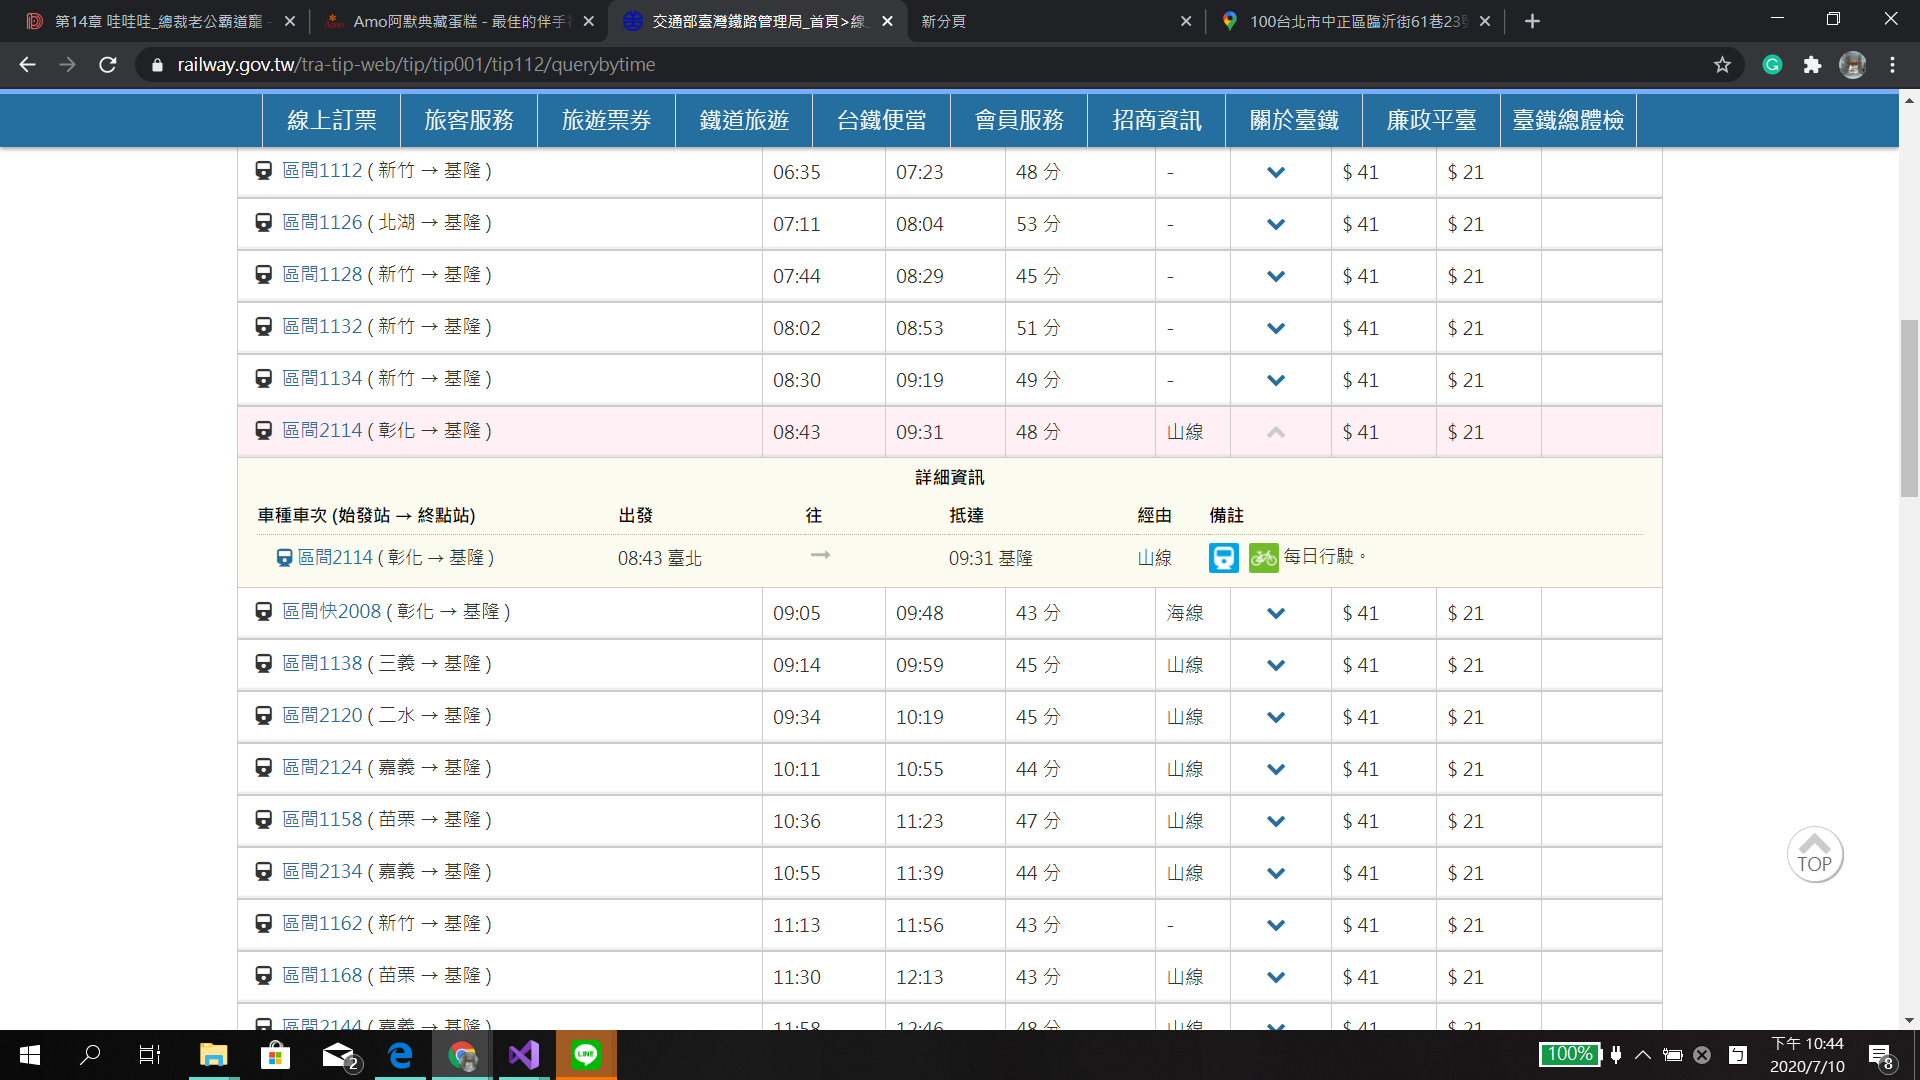 第14章 哇哇哇_總裁老公霸道寵
Amo阿默典藏蛋糕 - 最佳的伴手
交通部臺灣鐵路管理局_首頁>線
新分頁
100台北市中正區臨沂街61巷23
railway.gov.tw/tra-tip-web/tip/tip001/tip112/querybytime
線上訂票 旅客服務 旅遊票券 鐵道旅遊 台鐵便當 會員服務 招商資訊 關於臺鐵 廉政平臺 臺鐵總體檢
區間1112 ( 新竹 → 基隆 ) 06:35 07:23 48 分 - $ 41 $ 21
區間1126 ( 北湖 → 基隆 ) 07:11 08:04 53 分 - $ 41 $ 21
區間1128 ( 新竹 → 基隆 ) 07:44 08:29 45 分 - $ 41 $ 21
區間1132 ( 新竹 → 基隆 ) 08:02 08:53 51 分 - $ 41 $ 21
區間1134 ( 新竹 → 基隆 ) 08:30 09:19 49 分 - $ 41 $ 21
區間2114 ( 彰化 → 基隆 ) 08:43 09:31 48 分 山線 $ 41 $ 21
詳細資訊
車種車次 (始發站 → 終點站) 出發 往 抵達 經由 備註
區間2114 ( 彰化 → 基隆 ) 08:43 臺北 → 09:31 基隆 山線 每日行駛。
區間快2008 ( 彰化 → 基隆 ) 09:05 09:48 43 分 海線 $ 41 $ 21
區間1138 ( 三義 → 基隆 ) 09:14 09:59 45 分 山線 $ 41 $ 21
區間2120 ( 二水 → 基隆 ) 09:34 10:19 45 分 山線 $ 41 $ 21
區間2124 ( 嘉義 → 基隆 ) 10:11 10:55 44 分 山線 $ 41 $ 21
區間1158 ( 苗栗 → 基隆 ) 10:36 11:23 47 分 山線 $ 41 $ 21
區間2134 ( 嘉義 → 基隆 ) 10:55 11:39 44 分 山線 $ 41 $ 21
區間1162 ( 新竹 → 基隆 ) 11:13 11:56 43 分 - $ 41 $ 21
區間1168 ( 苗栗 → 基隆 ) 11:30 12:13 43 分 山線 $ 41 $ 21
區間2144 ( 嘉義 → 基隆 ) 11:58 12:46 48 分 山線 $ 41 $ 21
TOP
2
LINE
100%
下午 10:44
2020/7/10
8